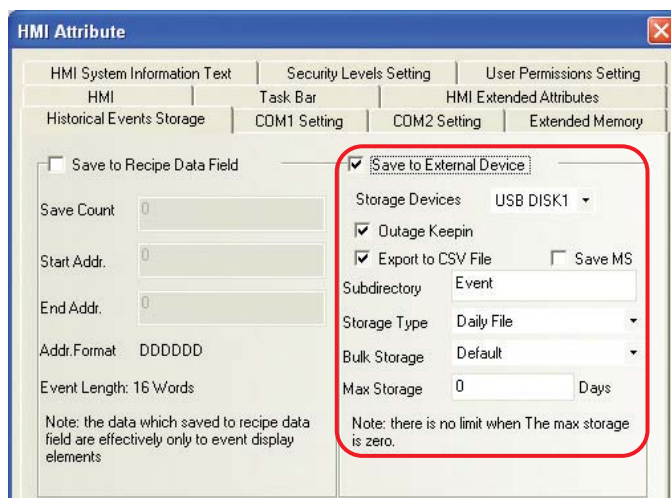 HMI Attribute
HMI System Information Text
Security Levels Setting
User Permissions Setting
HMI
Task Bar
HMI Extended Attributes
Historical Events Storage
COM1 Setting
COM2 Setting
Extended Memory
Save to Recipe Data Field
Save Count 0
Start Addr. 0
End Addr. 0
Addr.Format DDDDDD
Event Length: 16 Words
Note: the data which saved to recipe data
field are effectively only to event display
elements
Save to External Device
Storage Devices USB DISK1
Outage Keepin
Export to CSV File Save MS
Subdirectory Event
Storage Type Daily File
Bulk Storage Default
Max Storage 0 Days
Note: there is no limit when The max storage
is zero.